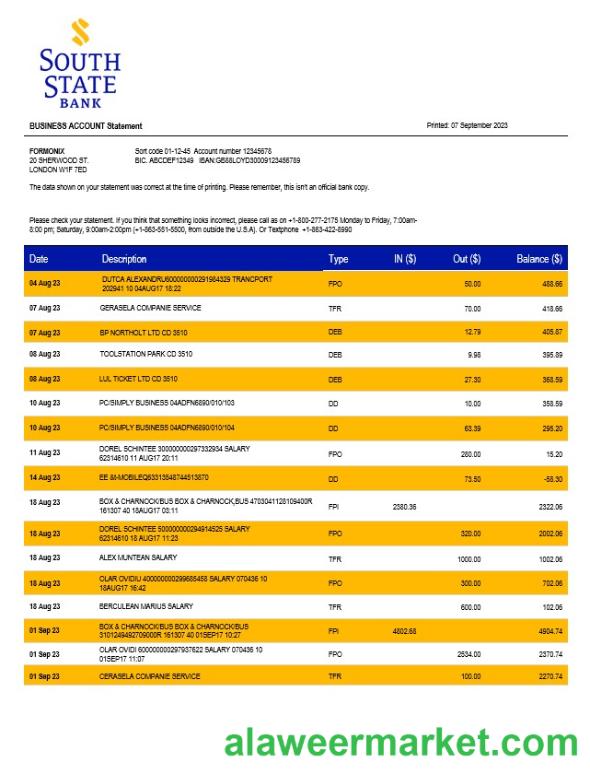 SOUTH
STATE
BANK
BUSINESS ACCOUNT Statement
Printed: 07 September 2023
FORMONIX
Sort code 01-12-45 Account number 12345678
20 SHERWOOD ST.
BIC. ABCDEF12349 IBAN:GB88LOYD30009123456789
LONDON W1F 7ED
The data shown on your statement was correct at the time of printing. Please remember, this isn't an official bank copy.
Please check your statement. If you think that something looks incorrect, please call as on +1-800-277-2175 Monday to Friday, 7:00am-
8:00 pm; Saturday, 9:00am-2:00pm (+1-863-551-5500, from outside the U.S.A). Or Textphone +1-863-422-8990
Date Description Type IN ($) Out ($) Balance ($)
04 Aug 23 DUTCA ALEXANDRU600000000291984329 TRANCPORT FPO 50.00 488.66
202941 10 04AUG17 18:22
07 Aug 23 GERASELA COMPANIE SERVICE TFR 70.00 418.66
07 Aug 23 BP NORTHOLT LTD CD 3510 DEB 12.79 405.87
08 Aug 23 TOOLSTATION PARK CD 3510 DEB 9.98 395.89
08 Aug 23 LUL TICKET LTD CD 3510 DEB 27.30 368.59
10 Aug 23 PC/SIMPLY BUSINESS 04ADFN6890/010/103 DD 10.00 358.59
10 Aug 23 PC/SIMPLY BUSINESS 04ADFN6890/010/104 DD 63.39 295.20
11 Aug 23 DOREL SCHINTEE 300000000297332934 SALARY FPO 280.00 15.20
62314610 11 AUG17 20:11
14 Aug 23 EE &t-MOBILEQ63313848744513870 DD 73.50 -58.30
18 Aug 23 BOX & CHARNOCK/BUS BOX & CHARNOCK,BUS 4703041128109400R FPI 2380.36 2322.06
161307 40 18AUG17 03:11
18 Aug 23 DOREL SCHINTEE 500000000294914525 SALARY FPO 320.00 2002.06
62314610 18 AUG17 11:23
18 Aug 23 ALEX MUNTEAN SALARY TFR 1000.00 1002.06
18 Aug 23 OLAR OVIDIU 400000000299685458 SALARY 070436 10 FPO 300.00 702.06
18AUG17 16:42
18 Aug 23 BERCULEAN MARIUS SALARY TFR 600.00 102.06
01 Sep 23 BOX & CHARNOCK/BUS BOX & CHARNOCK/BUS FPI 4802.68 4904.74
3101249492709000R 161307 40 01SEP17 10:27
01 Sep 23 OLAR OVIDI 600000000297937622 SALARY 070436 10 FPO 2534.00 2370.74
01SEP17 11:07
01 Sep 23 CERASELA COMPANIE SERVICE TFR 100.00 2270.74
alaweermarket.com